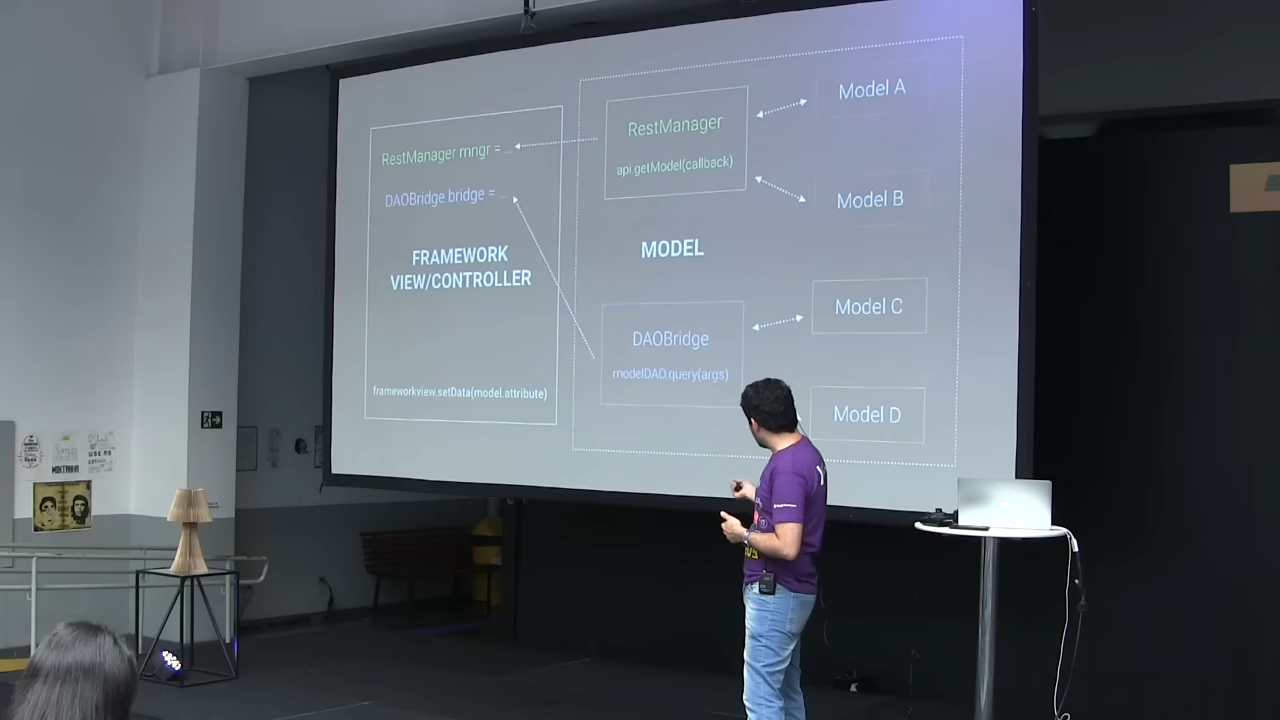 RestManager mngr = ...
DAOBridge bridge = ...
FRAMEWORK
VIEW/CONTROLLER
frameworkview.setData(model.attribute)
RestManager
api.getModel(callback)
MODEL
DAOBridge
modelDAO.query(args)
Model A
Model B
Model C
Model D